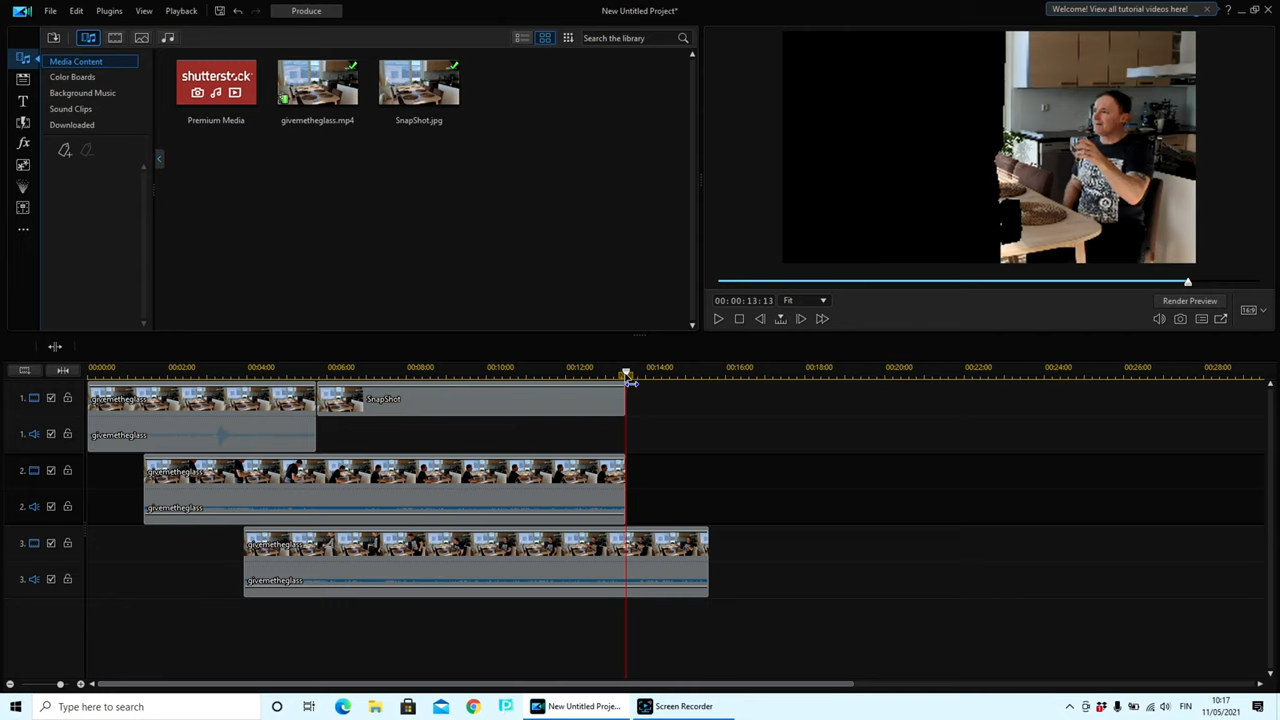 File Edit Plugins View Playback Produce New Untitled Project* Welcome! View all tutorial videos here! ?
Search the library
Media Content
Color Boards
Background Music
Sound Clips
Downloaded
shutterstock
Premium Media givemetheglass.mp4 SnapShot.jpg
00:00:13:13 Fit Render Preview 16:9
00:00:00 00:02:00 00:04:00 00:06:00 00:08:00 00:10:00 00:12:00 00:14:00 00:16:00 00:18:00 00:20:00 00:22:00 00:24:00 00:26:00 00:28:00
1. givemetheglass SnapShot
1. givemetheglass
2. givemetheglass
2. givemetheglass
3. givemetheglass
3. givemetheglass
Type here to search New Untitled Proje... Screen Recorder FIN 10:17
11/05/2021